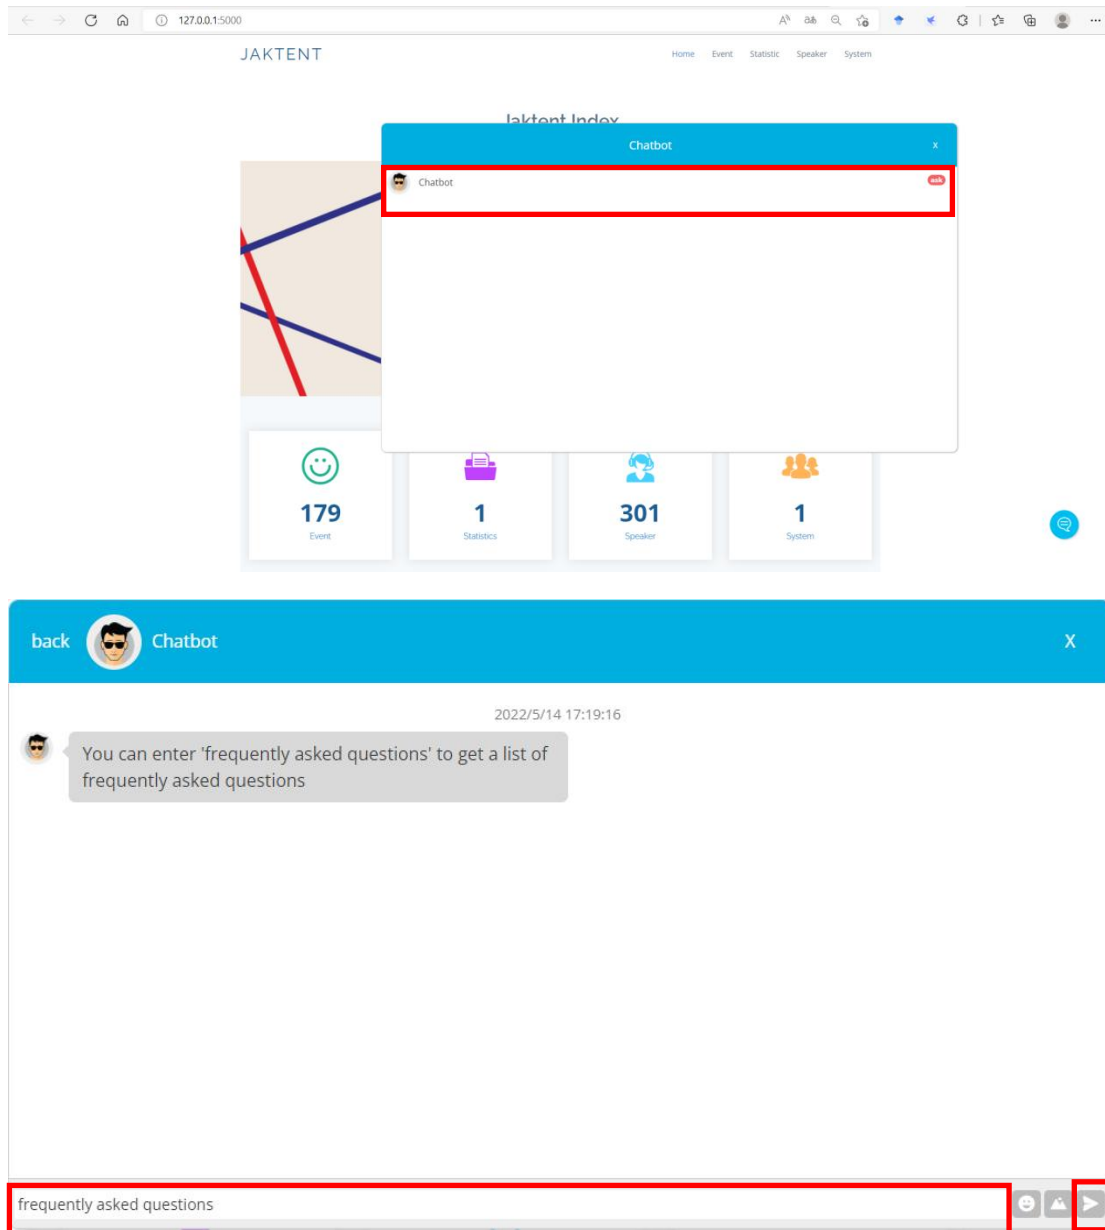 127.0.0.1:5000
JAKTENT
Home Event Statistic Speaker System
Jaktent Index
Chatbot x
Chatbot ask
179 1 301 1
Event Statistics Speaker System
back Chatbot X
2022/5/14 17:19:16
You can enter 'frequently asked questions' to get a list of
frequently asked questions
frequently asked questions